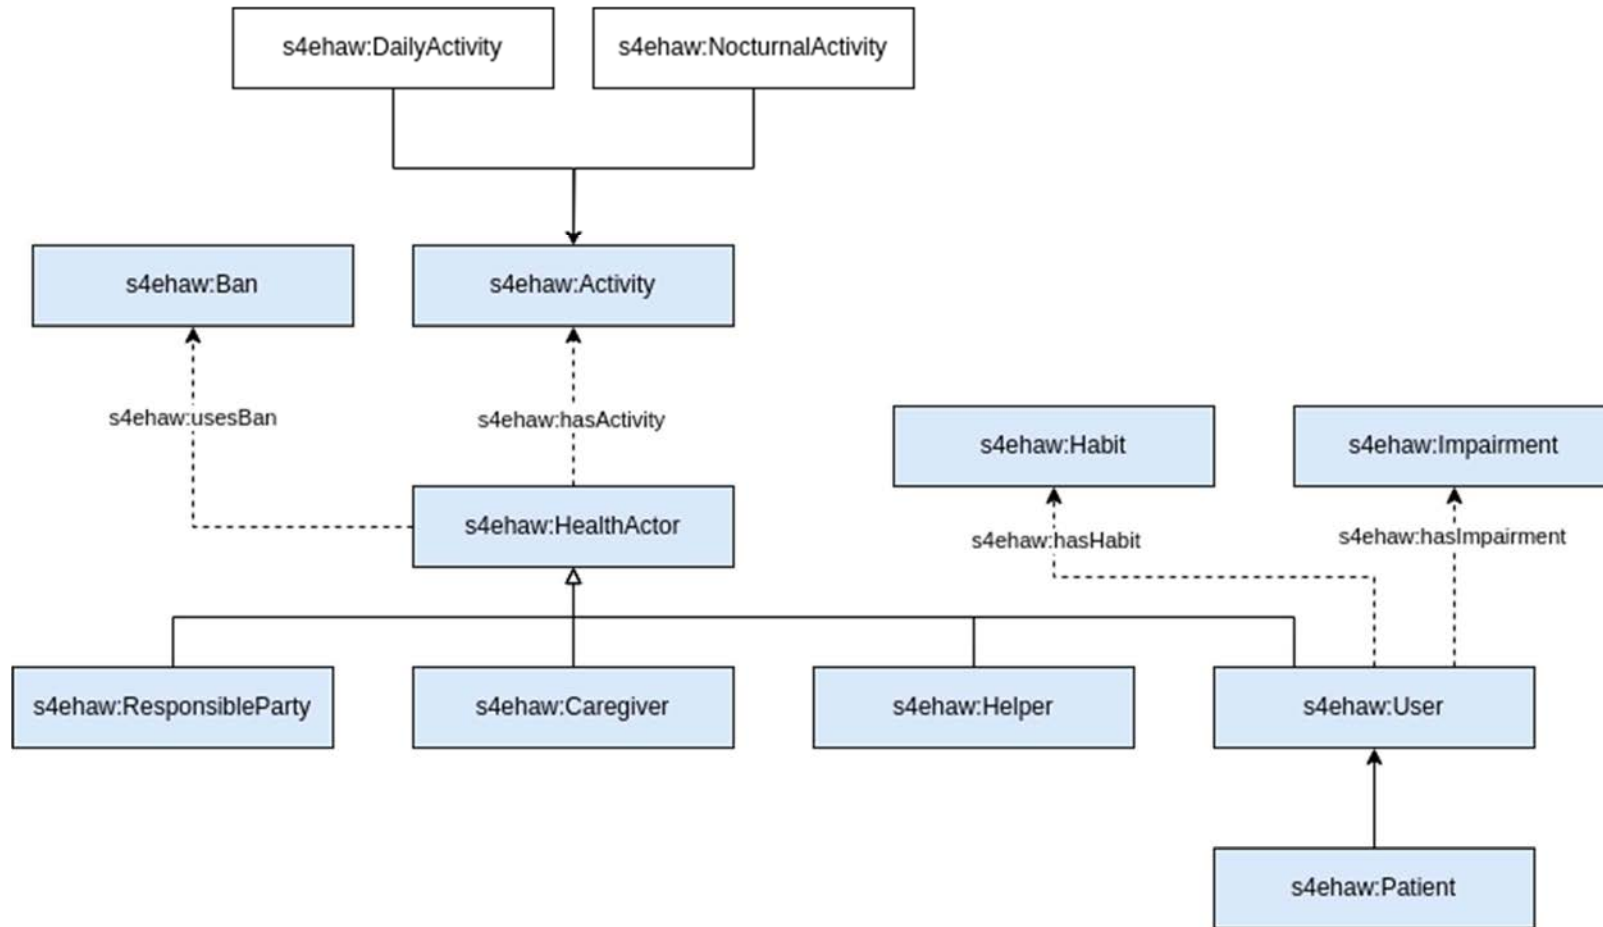 s4ehaw:DailyActivity
s4ehaw:NocturnalActivity
s4ehaw:Ban
s4ehaw:Activity
s4ehaw:usesBan
s4ehaw:hasActivity
s4ehaw:Habit
s4ehaw:Impairment
s4ehaw:HealthActor
s4ehaw:hasHabit
s4ehaw:hasImpairment
s4ehaw:ResponsibleParty
s4ehaw:Caregiver
s4ehaw:Helper
s4ehaw:User
s4ehaw:Patient